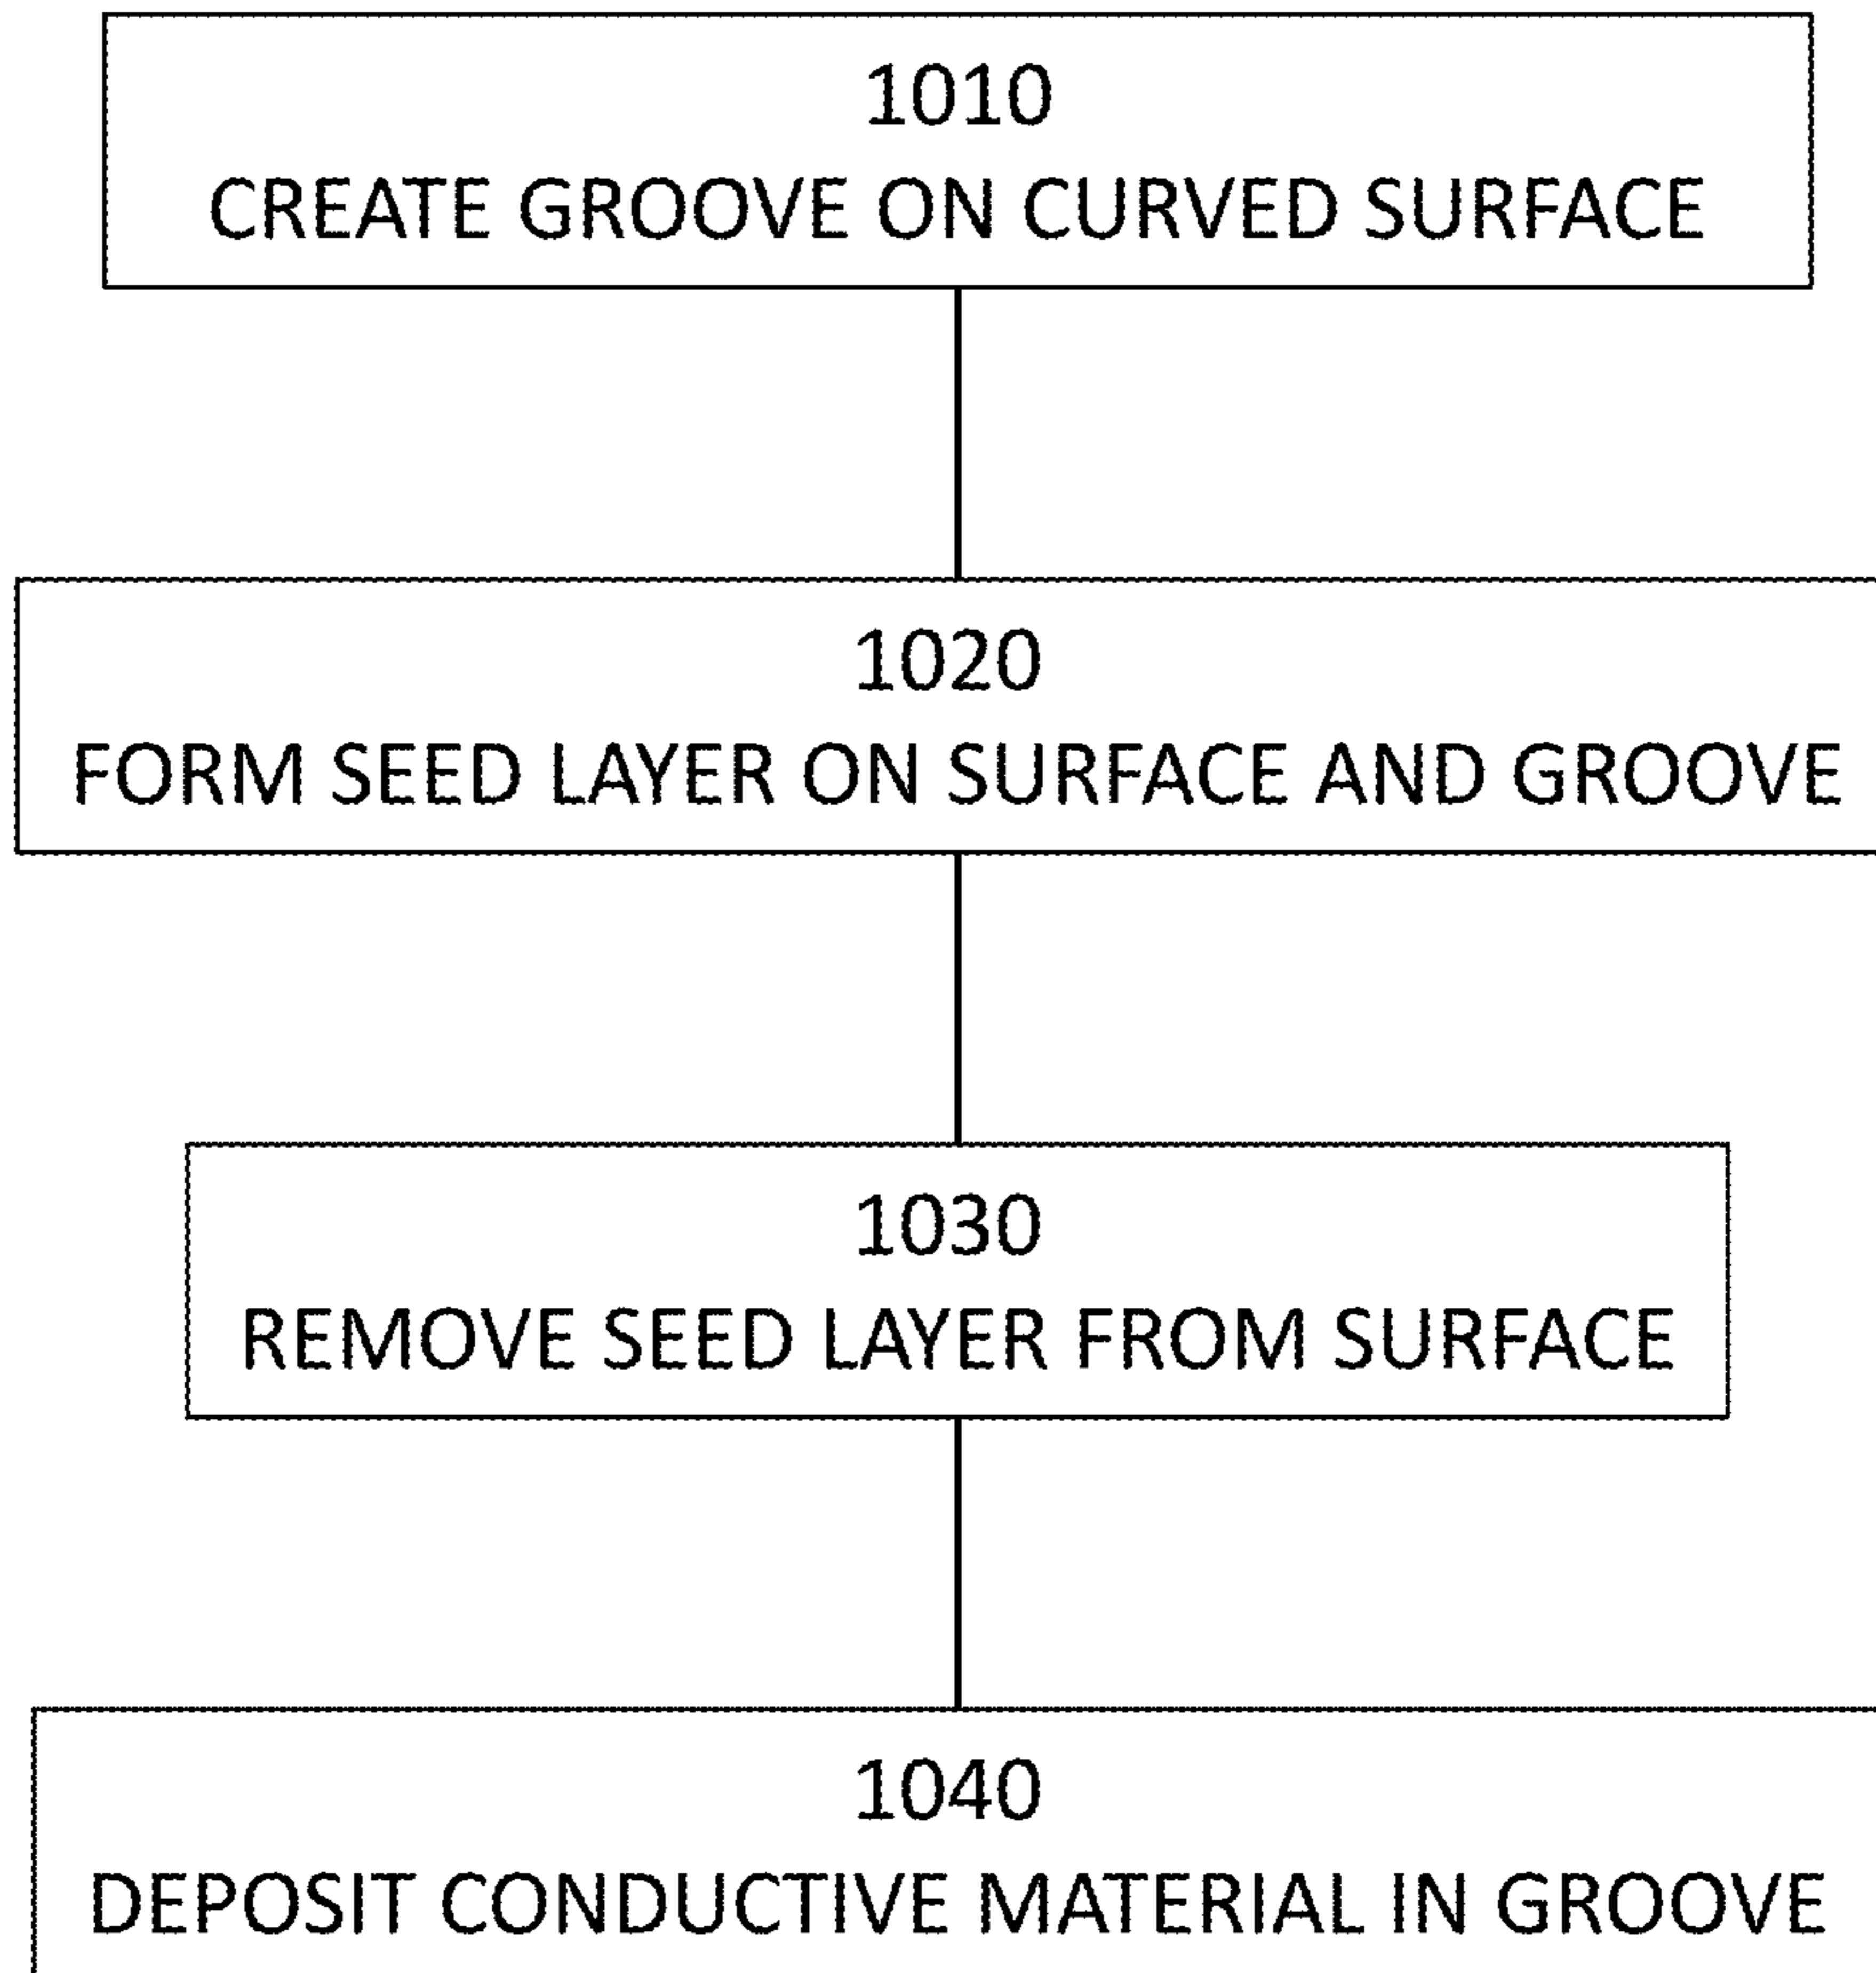 1010
CREATE GROOVE ON CURVED SURFACE
1020
FORM SEED LAYER ON SURFACE AND GROOVE
1030
REMOVE SEED LAYER FROM SURFACE
1040
DEPOSIT CONDUCTIVE MATERIAL IN GROOVE